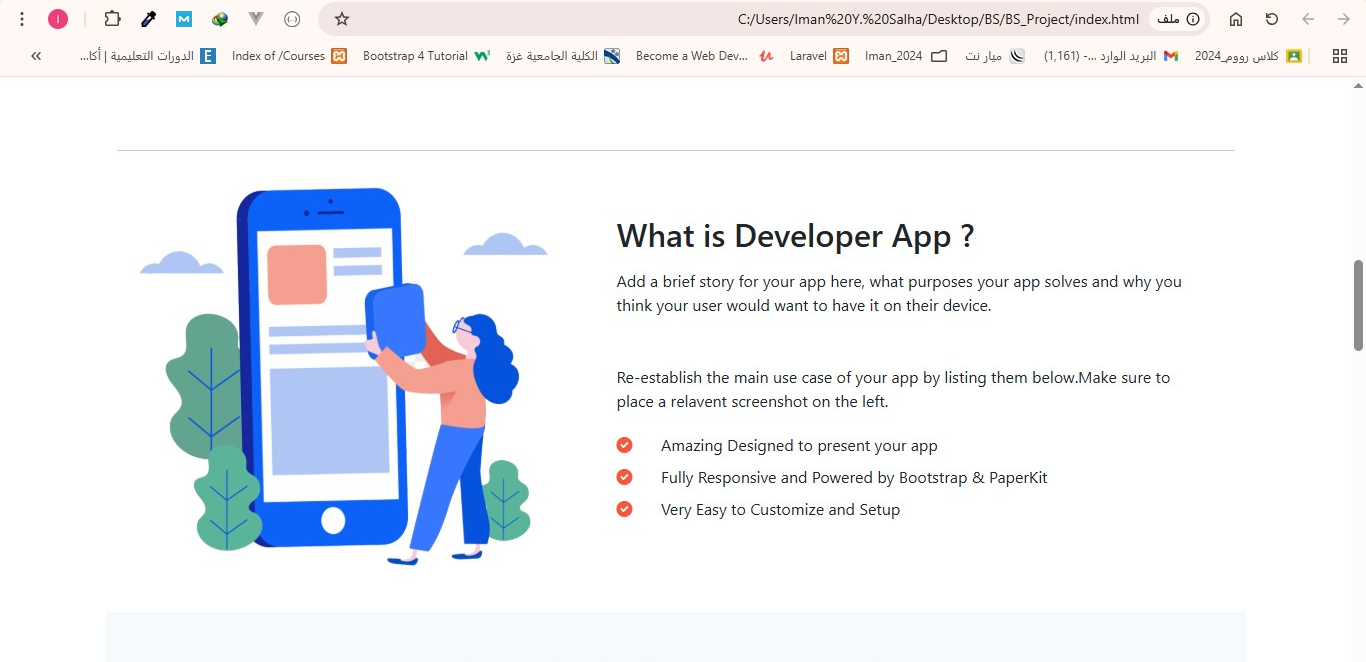 I
C:/Users/Iman%20Y.%20Salha/Desktop/BS/BS_Project/index.html
ملف
كلاس رووم_2024
البريد الوارد ...- (1,161)
ميار نت
Iman_2024
Laravel
Become a Web Dev...
الكلية الجامعية غزة
Bootstrap 4 Tutorial
Index of /Courses
الدورات التعليمية | أكا...
What is Developer App ?
Add a brief story for your app here, what purposes your app solves and why you
think your user would want to have it on their device.
Re-establish the main use case of your app by listing them below.Make sure to
place a relavent screenshot on the left.
Amazing Designed to present your app
Fully Responsive and Powered by Bootstrap & PaperKit
Very Easy to Customize and Setup